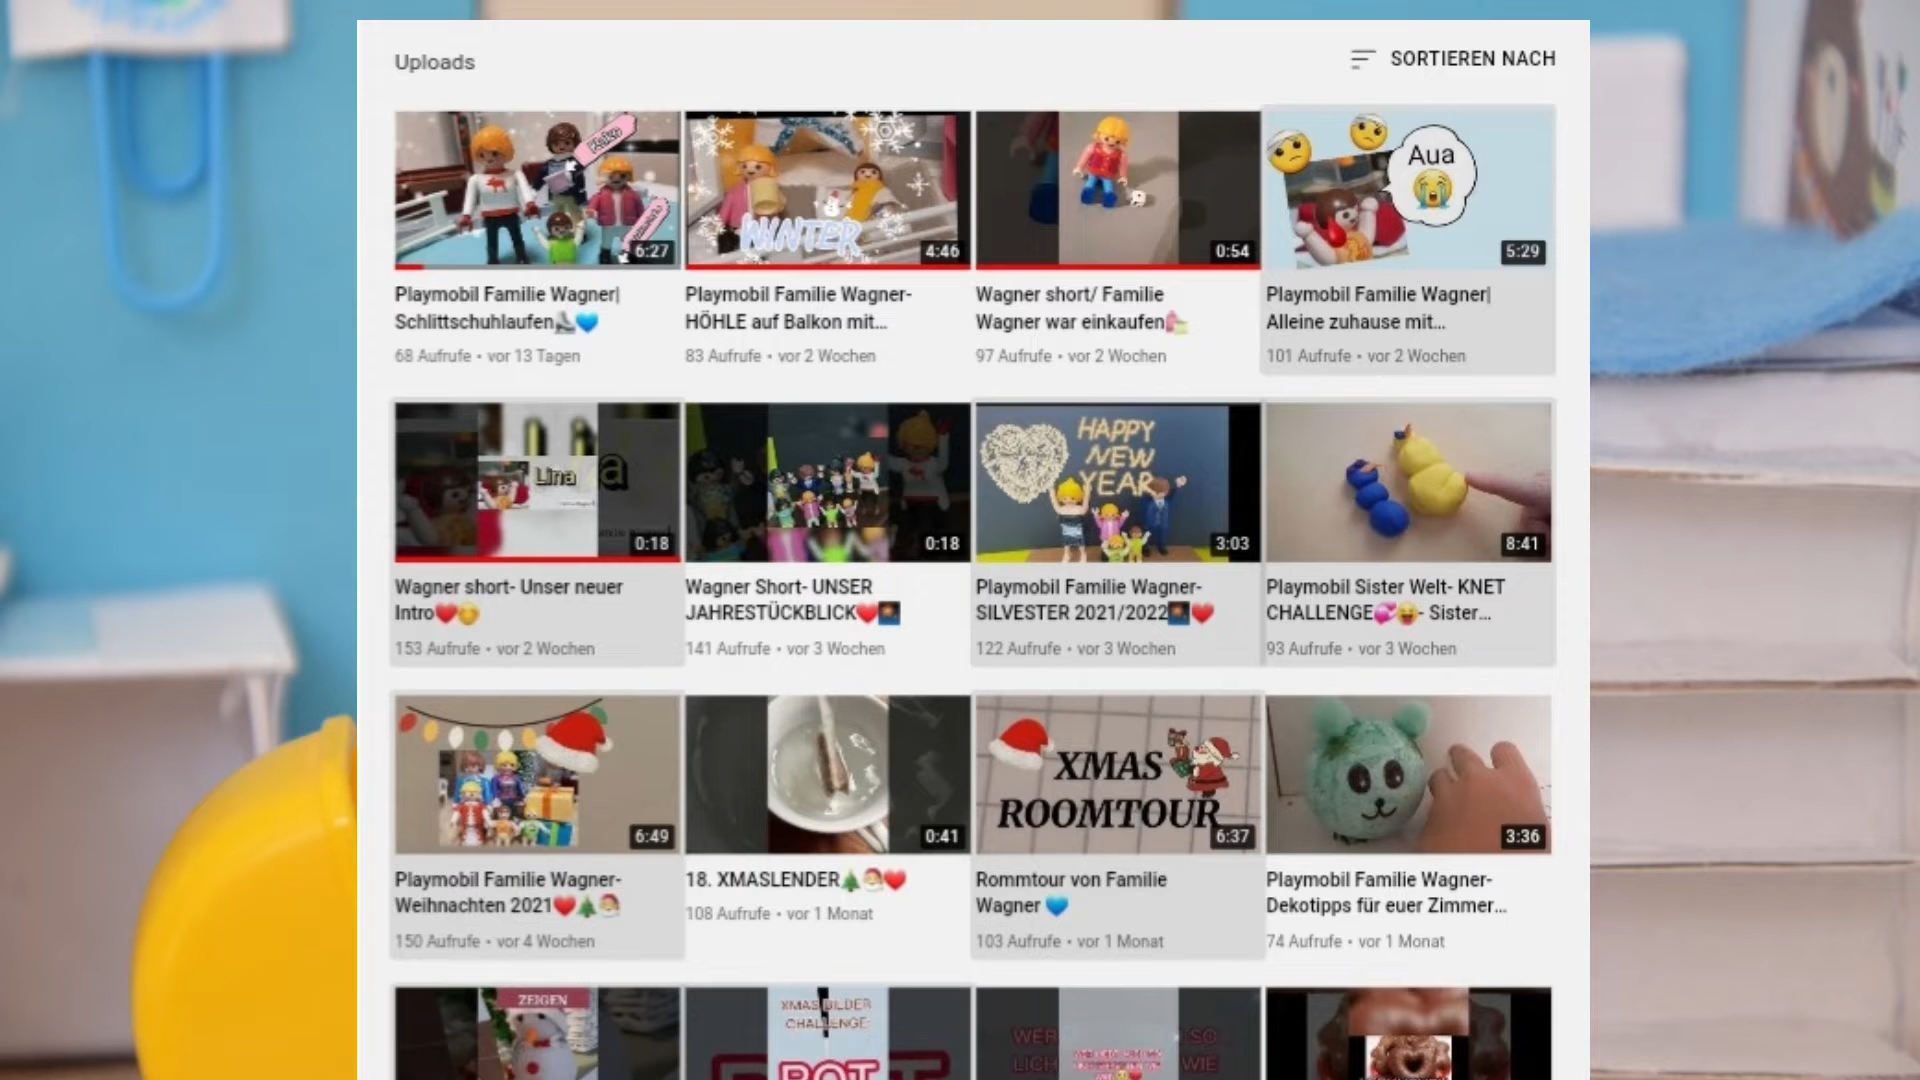 Uploads
SORTIEREN NACH
6:27
WINTER
4:46
0:54
Aua
5:29
Playmobil Familie Wagner|
Schlittschuhlaufen⛸💙
68 Aufrufe • vor 13 Tagen
Playmobil Familie Wagner-
HÖHLE auf Balkon mit...
83 Aufrufe • vor 2 Wochen
Wagner short/ Familie
Wagner war einkaufen🛍
97 Aufrufe • vor 2 Wochen
Playmobil Familie Wagner|
Alleine zuhause mit...
101 Aufrufe • vor 2 Wochen
Lina
0:18
0:18
HAPPY
NEW
YEAR
3:03
8:41
Wagner short- Unser neuer
Intro❤️☺️
153 Aufrufe • vor 2 Wochen
Wagner Short- UNSER
JAHRESTÜCKBLICK❤️🎆
141 Aufrufe • vor 3 Wochen
Playmobil Familie Wagner-
SILVESTER 2021/2022🎆❤️
122 Aufrufe • vor 3 Wochen
Playmobil Sister Welt- KNET
CHALLENGE💞😝- Sister...
93 Aufrufe • vor 3 Wochen
6:49
0:41
XMAS
ROOMTOUR
6:37
3:36
Playmobil Familie Wagner-
Weihnachten 2021❤️🎄🎅
150 Aufrufe • vor 4 Wochen
18. XMASLENDER🎄🎅❤️
108 Aufrufe • vor 1 Monat
Rommtour von Familie
Wagner 💙
103 Aufrufe • vor 1 Monat
Playmobil Familie Wagner-
Dekotipps für euer Zimmer...
74 Aufrufe • vor 1 Monat
ZEIGEN
XMAS BILDER
CHALLENGE
ROT